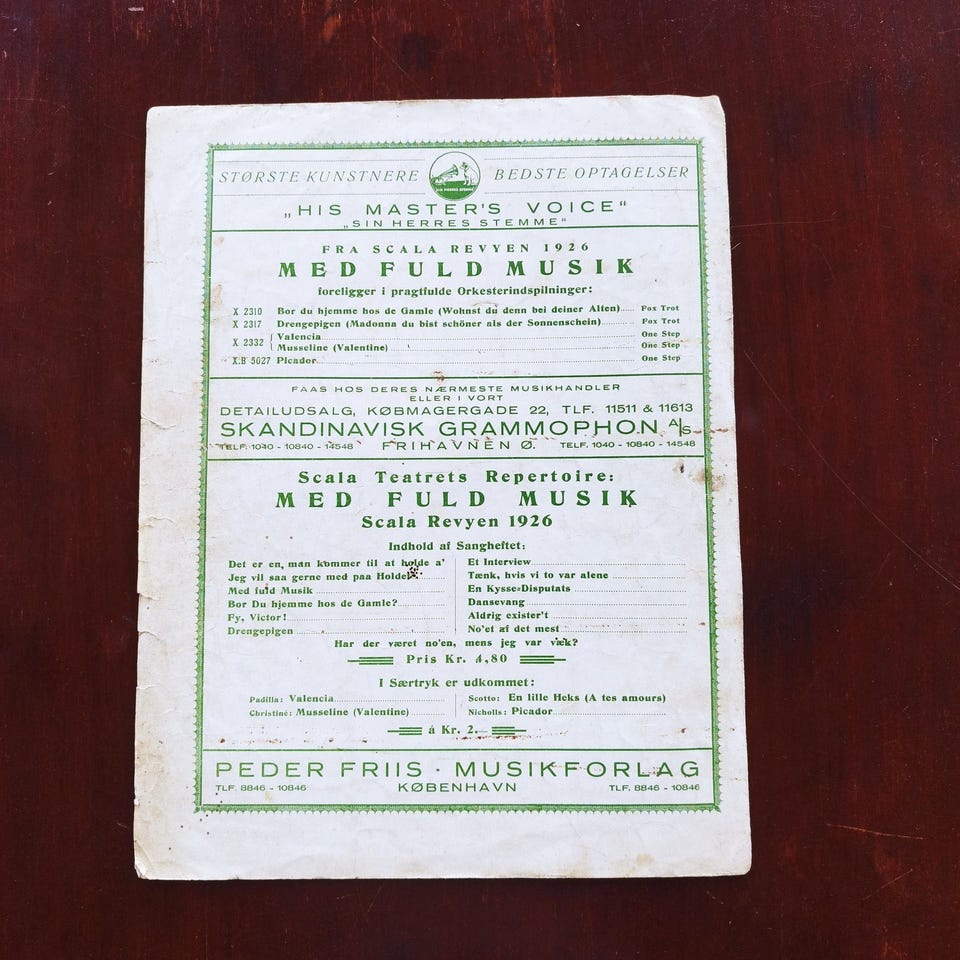 STØRSTE KUNSTNERE BEDSTE OPTAGELSER
SIN HERRES STEMME
„HIS MASTER'S VOICE"
„SIN HERRES STEMME"
FRA SCALA REVYEN 1926
MED FULD MUSIK
foreligger i pragtfulde Orkesterindspilninger:
X 2310 Bor du hjemme hos de Gamle (Wohnst du denn bei deiner Alten) Fox Trot
X 2317 Drengepigen (Madonna du bist schöner als der Sonnenschein) Fox Trot
X 2332 Valencia One Step
Musseline (Valentine) One Step
X:B 5027 Picador One Step
FAAS HOS DERES NÆRMESTE MUSIKHANDLER
ELLER I VORT
DETAILUDSALG, KØBMAGERGADE 22, TLF. 11511 & 11613
SKANDINAVISK GRAMMOPHON A/S
TELF. 1040 - 10840 - 14548 FRIHAVNEN Ø. TELF. 1040 - 10840 - 14548
Scala Teatrets Repertoire:
MED FULD MUSIK
Scala Revyen 1926
Indhold af Sangheftet:
Det er en, man kommer til at holde a'
Jeg vil saa gerne med paa Holdet
Med fuld Musik
Bor Du hjemme hos de Gamle?
Fy, Victor!
Drengepigen
Et Interview
Tænk, hvis vi to var alene
En Kysse-Disputats
Dansevang
Aldrig exister't
No'et af det mest
Har der været no'en, mens jeg var væk?
Pris Kr. 4,80
I Særtryk er udkommet:
Padilla: Valencia
Christiné: Musseline (Valentine)
Scotto: En lille Heks (A tes amours)
Nicholls: Picador
á Kr. 2.
PEDER FRIIS · MUSIKFORLAG
TLF. 8846 - 10846 KØBENHAVN TLF. 8846 - 10846